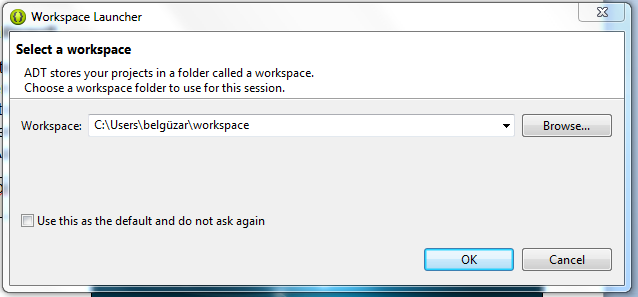 Workspace Launcher
Select a workspace
ADT stores your projects in a folder called a workspace.
Choose a workspace folder to use for this session.
Workspace: C:\Users\belgüzar\workspace Browse...
Use this as the default and do not ask again
OK Cancel